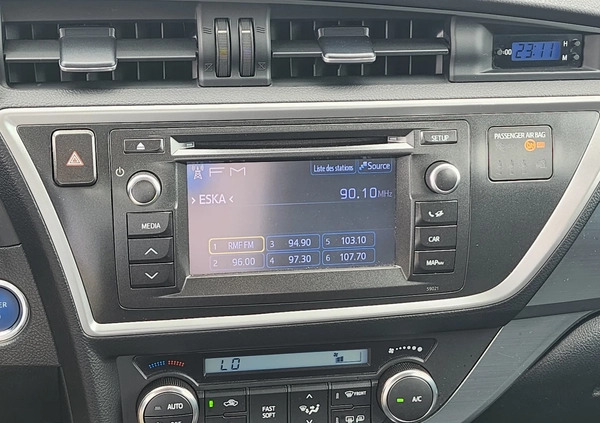 23:11
H
M
SETUP
PASSENGER AIR BAG
FM
Liste des stations
Source
› ESKA ‹
90.10 MHz
MEDIA
CAR
1 RMF FM
3 94.90
5 103.10
2 96.00
4 97.30
6 107.70
MAP
59021
LO
AUTO
FAST
SOFT
FRONT
A/C